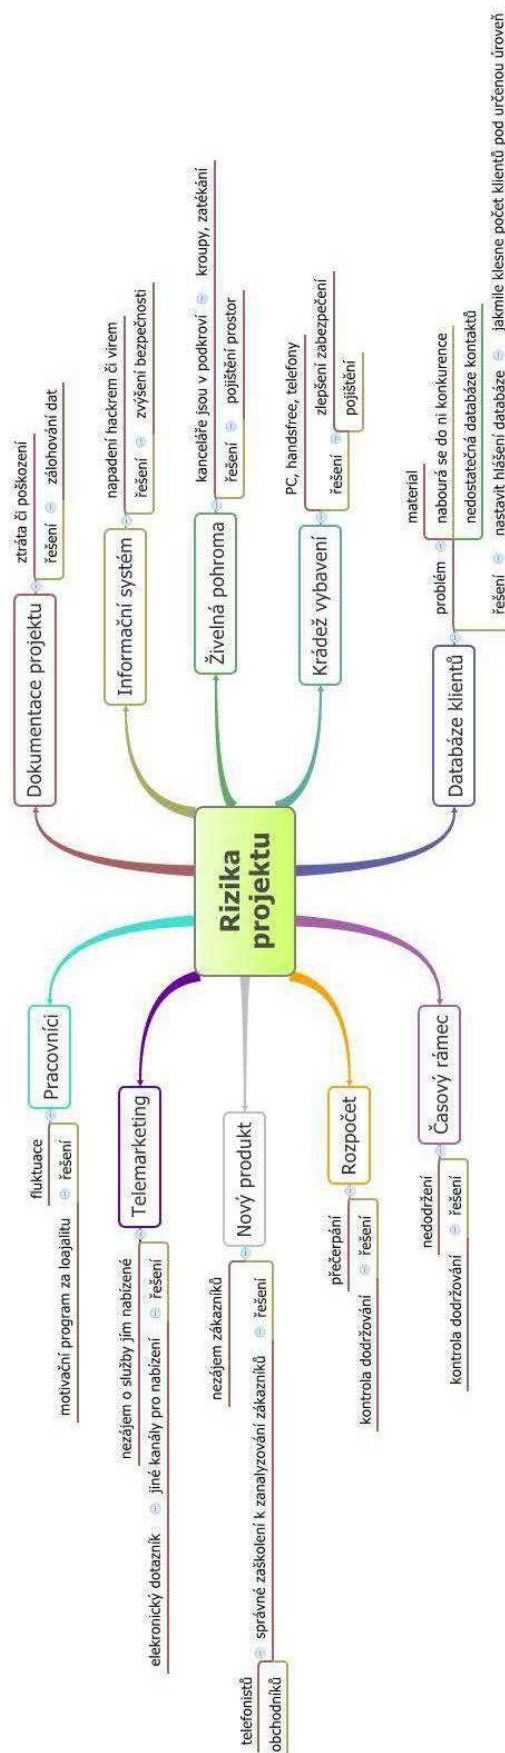 Rizika
projektu
Dokumentace projektu
ztráta či poškození
řešení
zálohování dat
Informační systém
napadení hackrem či virem
řešení
zvýšení bezpečnosti
Živelná pohroma
kanceláře jsou v podkroví
kroupy, zatékání
řešení
pojištění prostor
Krádež vybavení
PC, handsfree, telefony
řešení
zlepšení zabezpečení
pojištění
Databáze klientů
problém
material
nabourá se do ni konkurence
nedostatečná databáze kontaktů
řešení
nastavit hlášení databáze
jakmile klesne počet klientů pod určenou úroveň
Pracovníci
fluktuace
řešení
motivační program za loajalitu
Telemarketing
nezájem o služby jím nabízené
řešení
jiné kanály pro nabízení
elekronický dotazník
Nový produkt
nezájem zákazníků
řešení
správné zaškolení k zanalyzování zákazníků
telefonistů
obchodníků
Rozpočet
přečerpání
řešení
kontrola dodržování
Časový rámec
nedodržení
řešení
kontrola dodržování